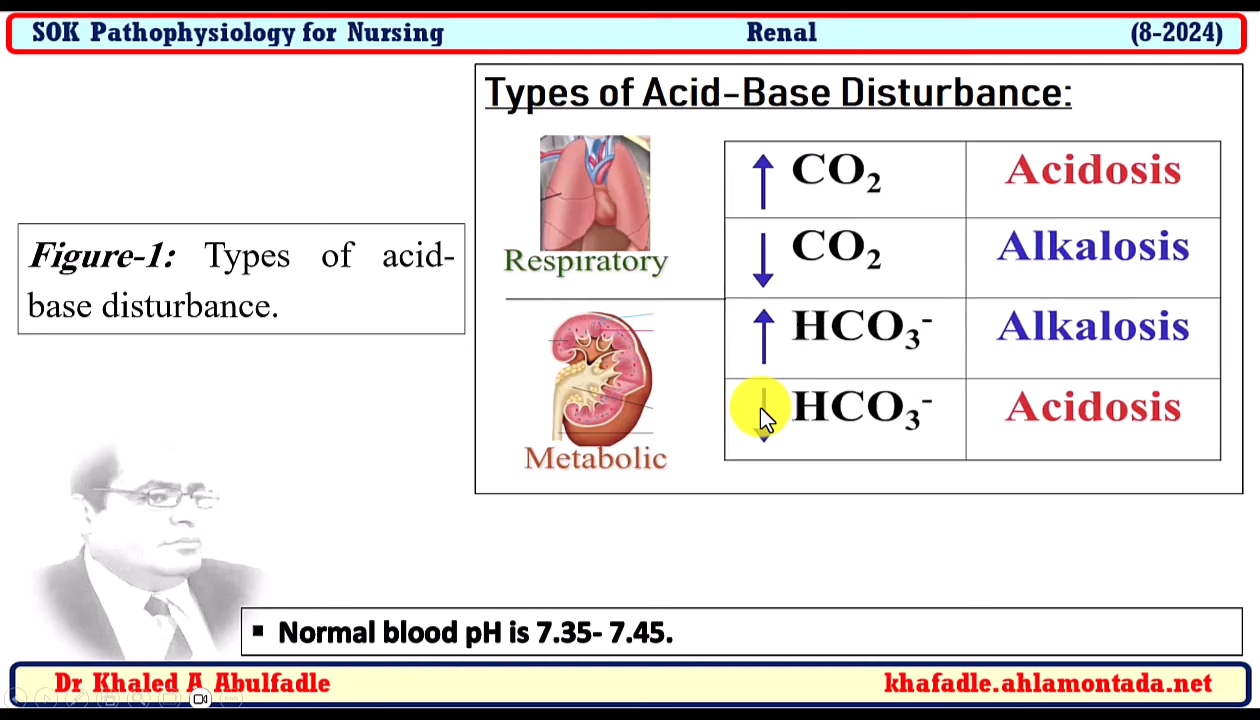 SOK Pathophysiology for Nursing Renal (8-2024)
Types of Acid-Base Disturbance:
↑ CO₂ Acidosis
↓ CO₂ Alkalosis
Respiratory
↑ HCO₃⁻ Alkalosis
↓ HCO₃⁻ Acidosis
Metabolic
Figure-1: Types of acid-
base disturbance.
▪ Normal blood pH is 7.35- 7.45.
Dr Khaled A Abulfadle khafadle.ahlamontada.net